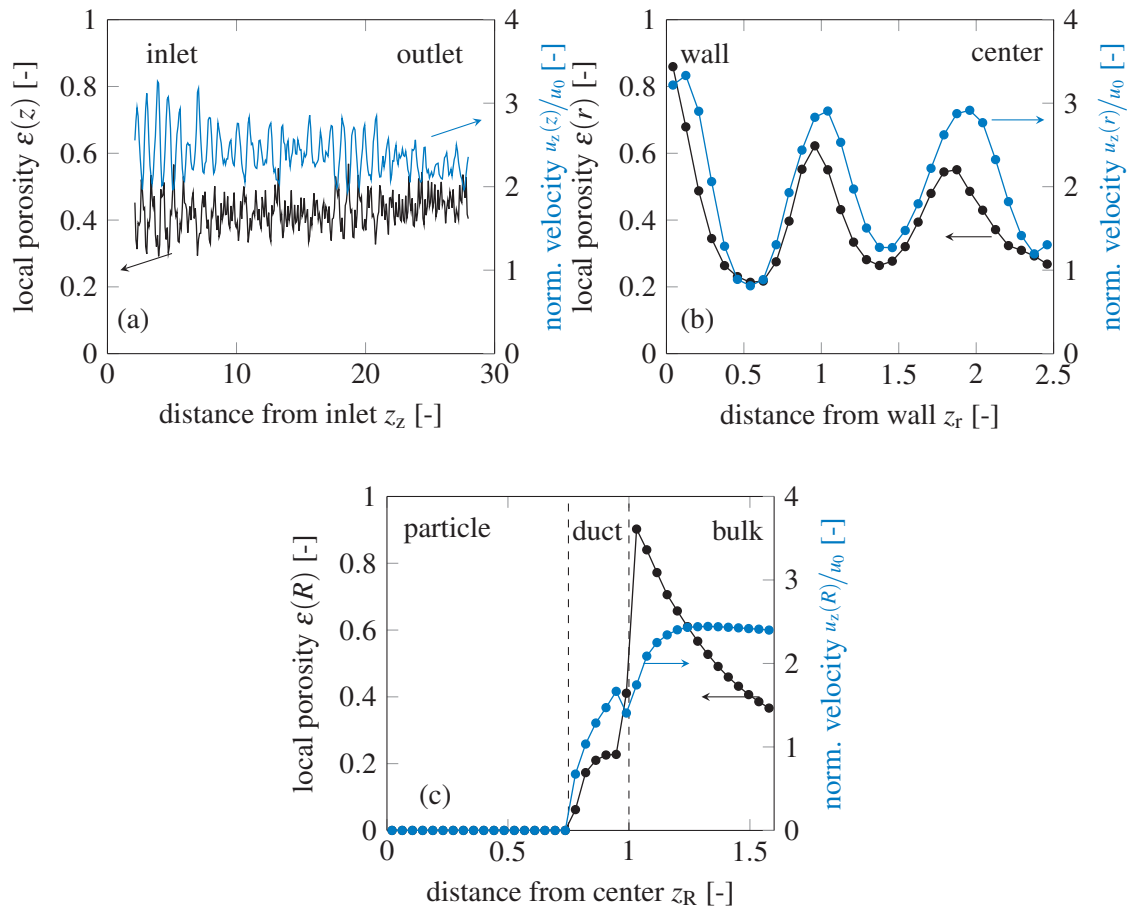 1
0.8
0.6
0.4
0.2
0
local porosity ε(z) [-]
inlet
outlet
(a)
4
3
2
1
0
norm. velocity u_z(z)/u_0 [-]
0
10
20
30
distance from inlet z_z [-]
1
0.8
0.6
0.4
0.2
0
local porosity ε(r) [-]
wall
center
(b)
4
3
2
1
0
norm. velocity u_z(r)/u_0 [-]
0
0.5
1
1.5
2
2.5
distance from wall z_r [-]
1
0.8
0.6
0.4
0.2
0
local porosity ε(R) [-]
particle
duct
bulk
(c)
4
3
2
1
0
norm. velocity u_z(R)/u_0 [-]
0
0.5
1
1.5
distance from center z_R [-]